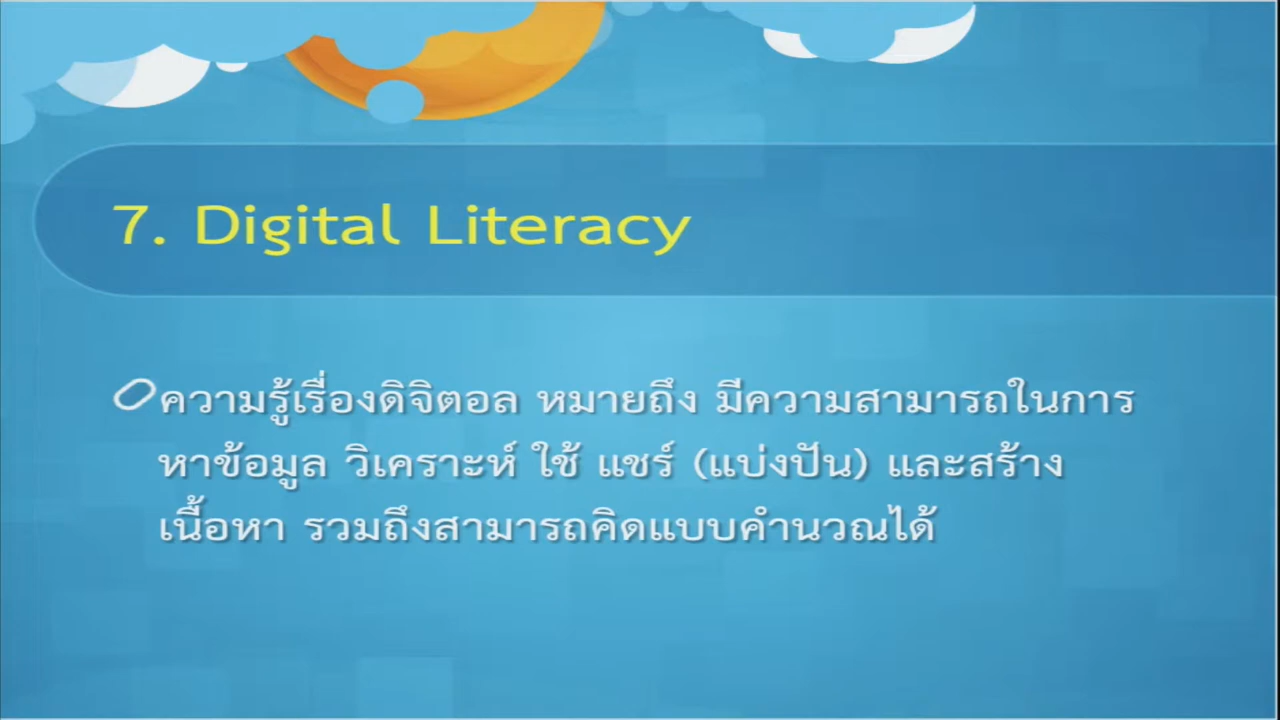 7. Digital Literacy
ความรู้เรื่องดิจิตอล หมายถึง มีความสามารถในการ
หาข้อมูล วิเคราะห์ ใช้ แชร์ (แบ่งปัน) และสร้าง
เนื้อหา รวมถึงสามารถคิดแบบคำนวณได้